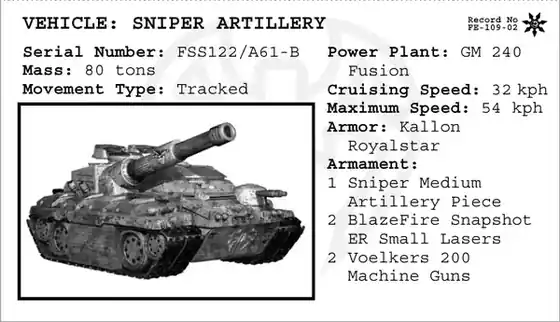 VEHICLE: SNIPER ARTILLERY
Record No
FE-109-02
Serial Number: FSS122/A61-B
Mass: 80 tons
Movement Type: Tracked
Power Plant: GM 240
Fusion
Cruising Speed: 32 kph
Maximum Speed: 54 kph
Armor: Kallon
Royalstar
Armament:
1 Sniper Medium
Artillery Piece
2 BlazeFire Snapshot
ER Small Lasers
2 Voelkers 200
Machine Guns